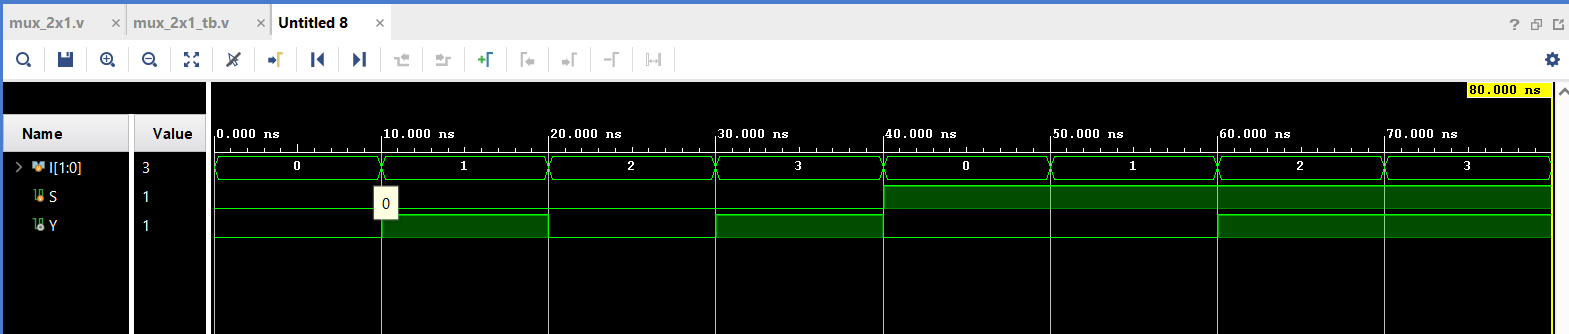 mux_2x1.v × mux_2x1_tb.v × Untitled 8 ×
?
80.000 ns
Name Value
0.000 ns 10.000 ns 20.000 ns 30.000 ns 40.000 ns 50.000 ns 60.000 ns 70.000 ns
I[1:0] 3 0 1 2 3 0 1 2 3
S 1
0
Y 1